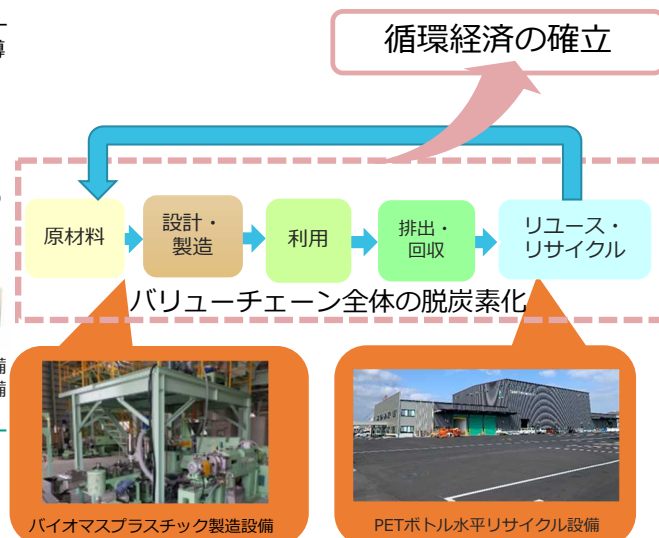 導
循環経済の確立
原材料
設計・
製造
利用
排出・
回収
リユース・
リサイクル
バリューチェーン全体の脱炭素化
備
備
バイオマスプラスチック製造設備
PETボトル水平リサイクル設備